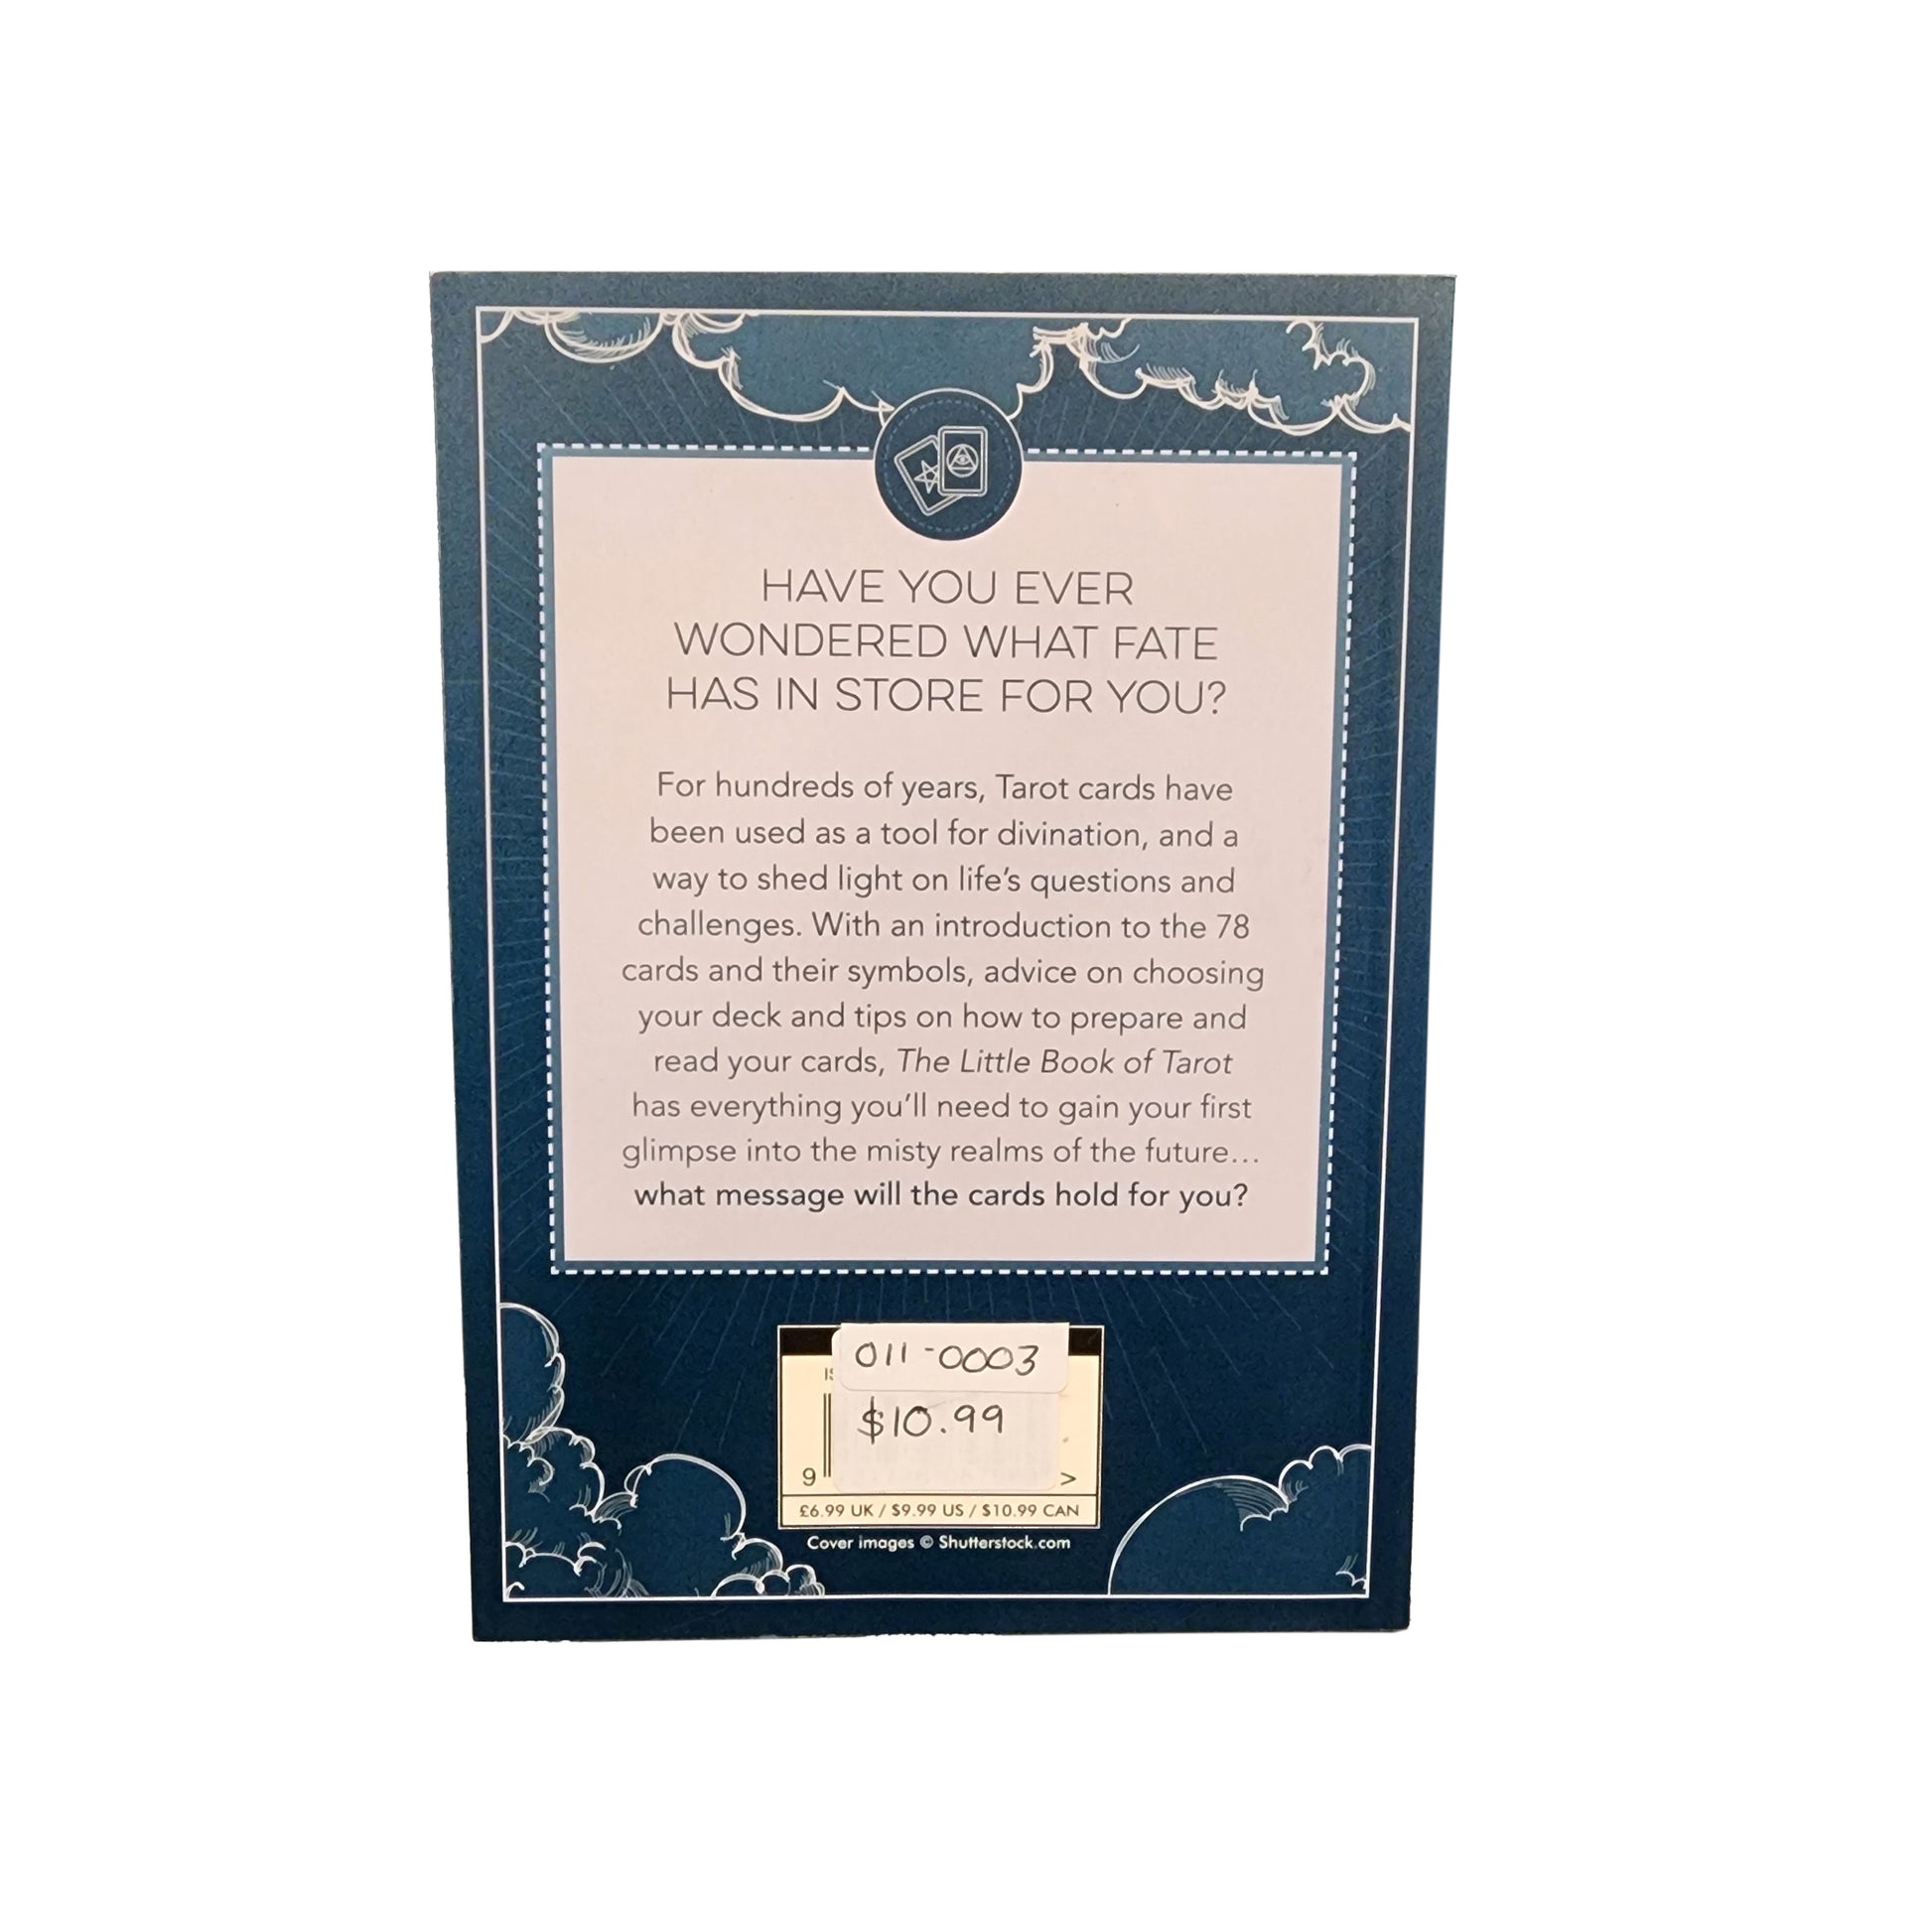 HAVE YOU EVER
WONDERED WHAT FATE
HAS IN STORE FOR YOU?
For hundreds of years, Tarot cards have
been used as a tool for divination, and a
way to shed light on life's questions and
challenges. With an introduction to the 78
cards and their symbols, advice on choosing
your deck and tips on how to prepare and
read your cards, The Little Book of Tarot
has everything you'll need to gain your first
glimpse into the misty realms of the future...
what message will the cards hold for you?
011-0003
$10.99
9 >
£6.99 UK / $9.99 US / $10.99 CAN
Cover images © Shutterstock.com